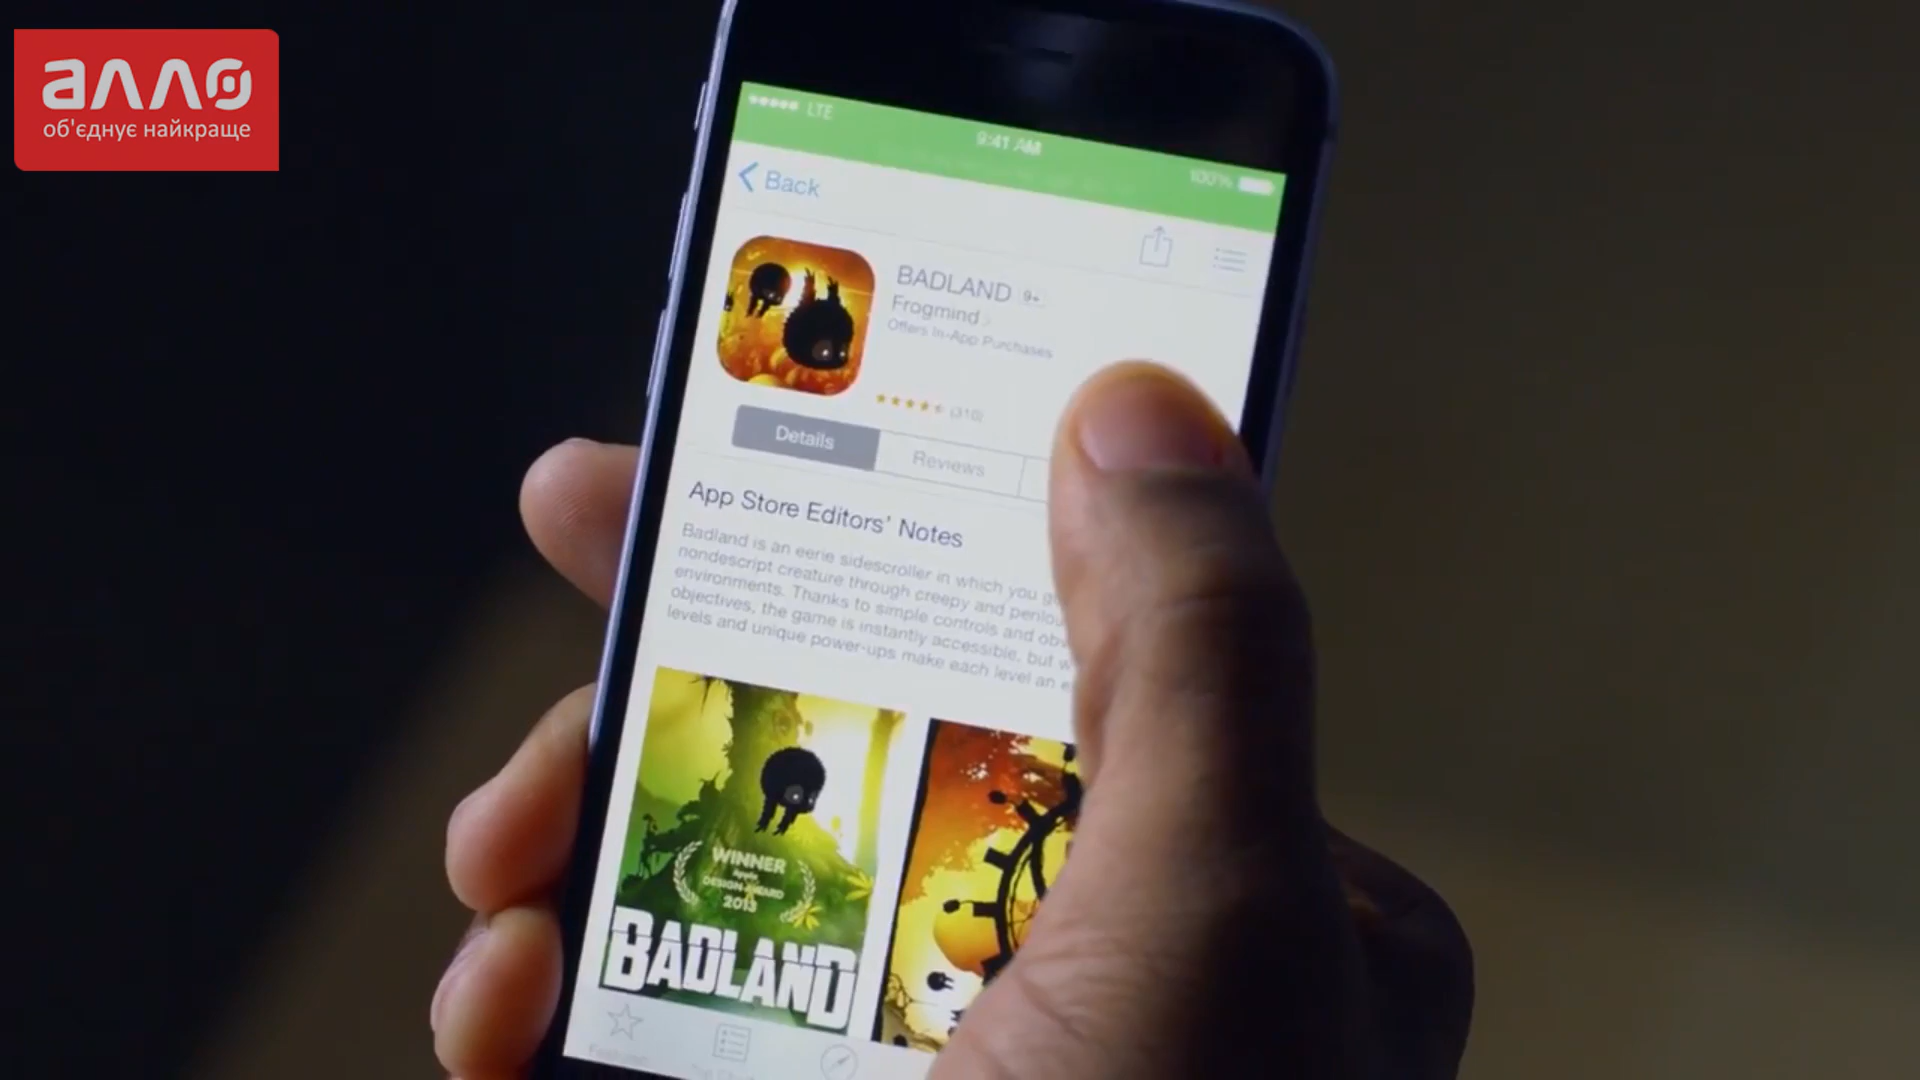 алло
об'єднує найкраще
LTE
9:41 AM
100%
Back
BADLAND 9+
Frogmind
Offers In-App Purchases
(310)
Details
Reviews
App Store Editors' Notes
Badland is an eerie sidescroller in which you
nondescript creature through creepy and
environments. Thanks to simple controls and
objectives, the game is instantly accessible, but
levels and unique power-ups make each level an
WINNER
Apple
DESIGN AWARD
2013
BADLAND
Featured